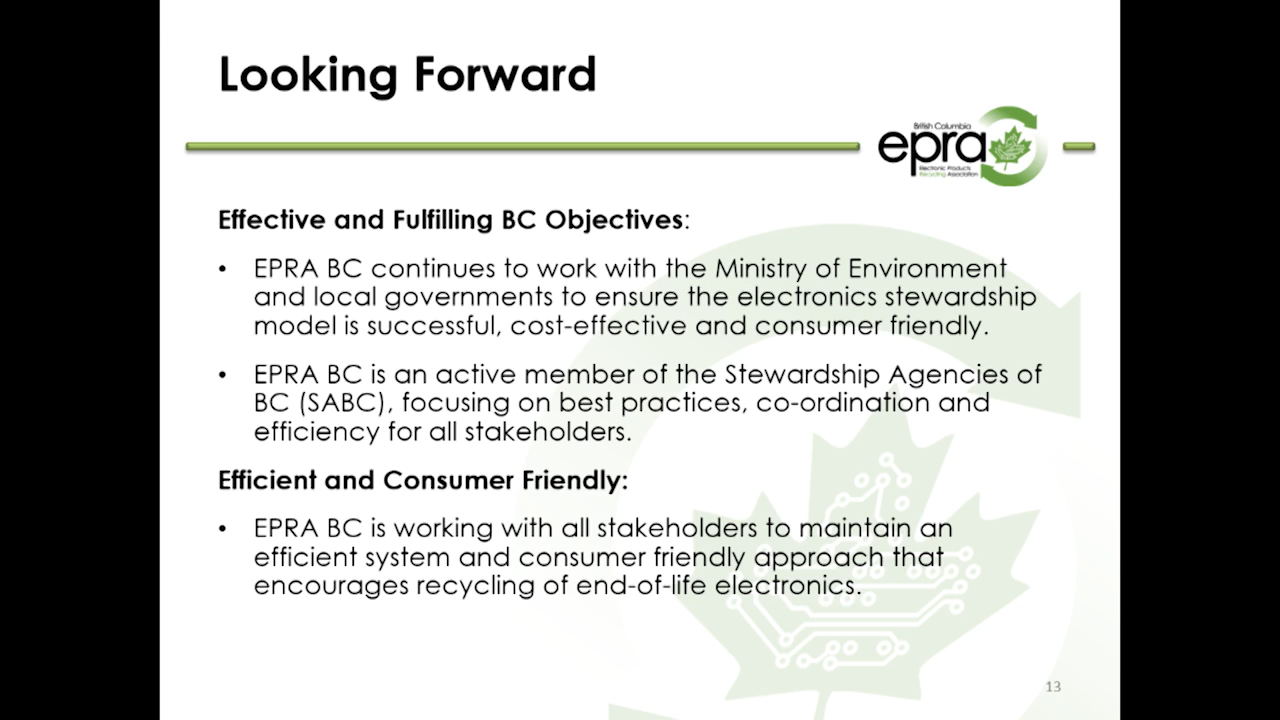 Looking Forward
British Columbia
epra
Electronic Products
Recycling Association
Effective and Fulfilling BC Objectives:
• EPRA BC continues to work with the Ministry of Environment
and local governments to ensure the electronics stewardship
model is successful, cost-effective and consumer friendly.
• EPRA BC is an active member of the Stewardship Agencies of
BC (SABC), focusing on best practices, co-ordination and
efficiency for all stakeholders.
Efficient and Consumer Friendly:
• EPRA BC is working with all stakeholders to maintain an
efficient system and consumer friendly approach that
encourages recycling of end-of-life electronics.
13